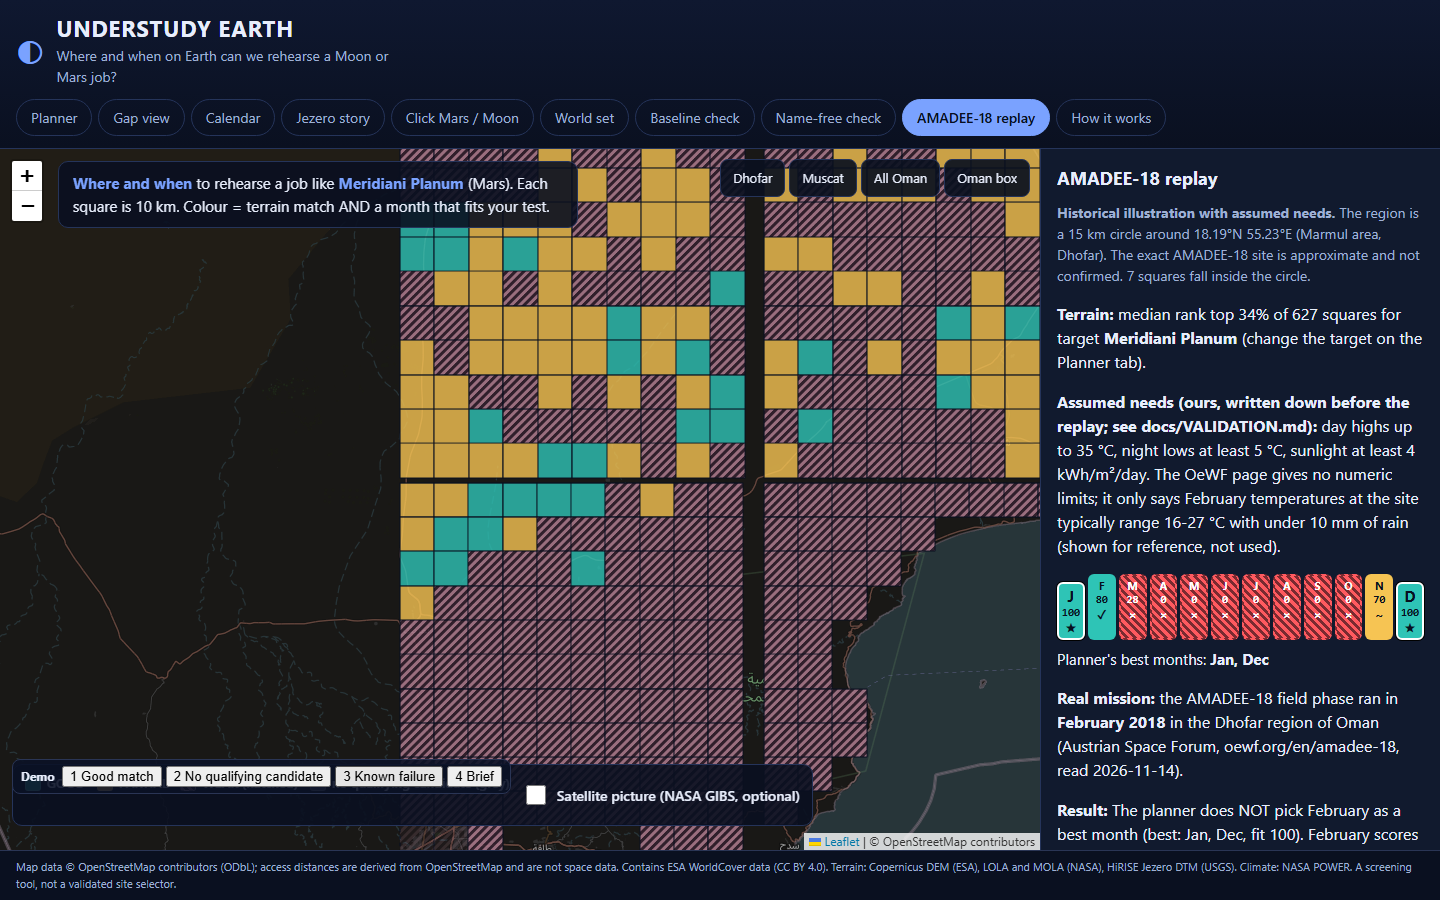 UNDERSTUDY EARTH
Where and when on Earth can we rehearse a Moon or
Mars job?
Planner
Gap view
Calendar
Jezero story
Click Mars / Moon
World set
Baseline check
Name-free check
AMADEE-18 replay
How it works
+
−
Where and when to rehearse a job like Meridiani Planum (Mars). Each
square is 10 km. Colour = terrain match AND a month that fits your test.
Dhofar
Muscat
All Oman
Oman box
Demo
1 Good match
2 No qualifying candidate
3 Known failure
4 Brief
Satellite picture (NASA GIBS, optional)
Leaflet | © OpenStreetMap contributors
AMADEE-18 replay
Historical illustration with assumed needs. The region is
a 15 km circle around 18.19°N 55.23°E (Marmul area,
Dhofar). The exact AMADEE-18 site is approximate and not
confirmed. 7 squares fall inside the circle.
Terrain: median rank top 34% of 627 squares for
target Meridiani Planum (change the target on the
Planner tab).
Assumed needs (ours, written down before the
replay; see docs/VALIDATION.md): day highs up
to 35 °C, night lows at least 5 °C, sunlight at least 4
kWh/m²/day. The OeWF page gives no numeric
limits; it only says February temperatures at the site
typically range 16-27 °C with under 10 mm of rain
(shown for reference, not used).
J F M A M J J A S O N D
100 80 28 0 0 0 0 0 0 0 70 100
★ ✓ × × × × × × × × ~ ★
Planner's best months: Jan, Dec
Real mission: the AMADEE-18 field phase ran in
February 2018 in the Dhofar region of Oman
(Austrian Space Forum, oewf.org/en/amadee-18,
read 2026-11-14).
Result: The planner does NOT pick February as a
best month (best: Jan, Dec, fit 100). February scores
Map data © OpenStreetMap contributors (ODbL); access distances are derived from OpenStreetMap and are not space data. Contains ESA WorldCover data (CC BY 4.0). Terrain: Copernicus DEM (ESA), LOLA and MOLA (NASA), HiRISE Jezero DTM (USGS). Climate: NASA POWER. A screening
tool, not a validated site selector.